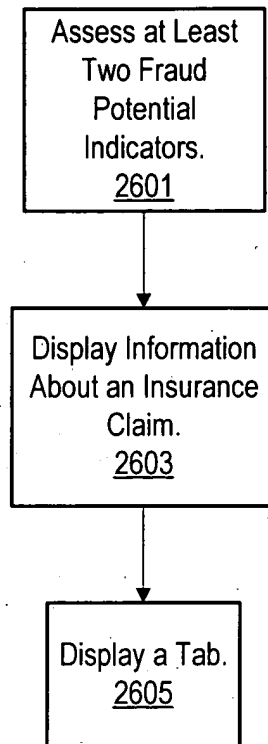 Assess at Least
Two Fraud
Potential
Indicators.
2601
Display Information
About an Insurance
Claim.
2603
Display a Tab.
2605